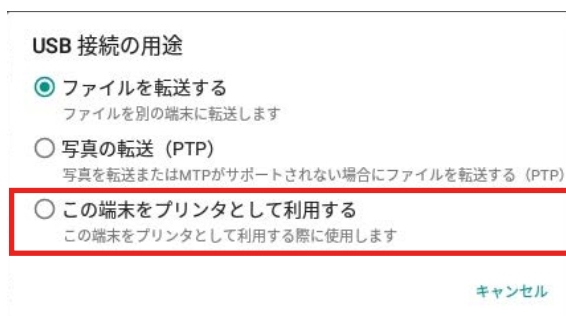 USB 接続の用途
ファイルを転送する
ファイルを別の端末に転送します
写真の転送（PTP）
写真を転送またはMTPがサポートされない場合にファイルを転送する（PTP）
この端末をプリンタとして利用する
この端末をプリンタとして利用する際に使用します
キャンセル